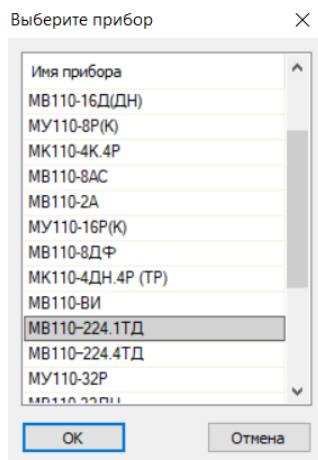 Выберите прибор
Имя прибора
МВ110-16Д(ДН)
МУ110-8Р(К)
МК110-4К.4Р
МВ110-8АС
МВ110-2А
МУ110-16Р(К)
МВ110-8ДФ
МК110-4ДН.4Р (ТР)
МВ110-ВИ
МВ110-224.1ТД
МВ110-224.4ТД
МУ110-32Р
OK
Отмена